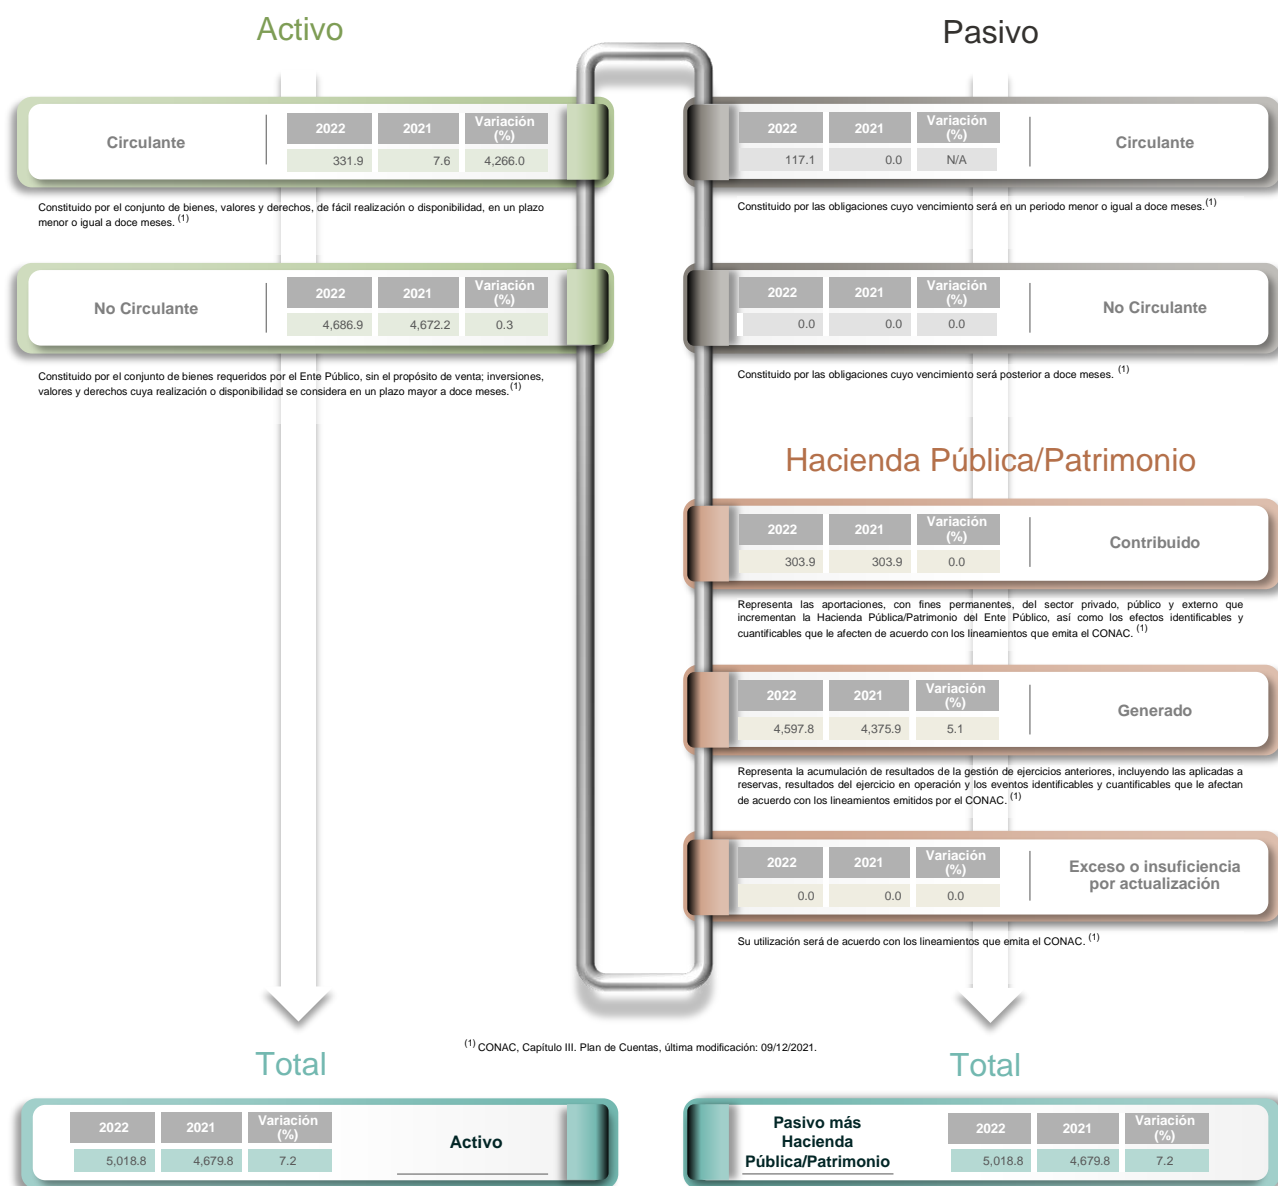 Activo
Circulante
2022 2021 Variación (%)
331.9 7.6 4,266.0
Constituido por el conjunto de bienes, valores y derechos, de fácil realización o disponibilidad, en un plazo
menor o igual a doce meses. (1)
No Circulante
2022 2021 Variación (%)
4,686.9 4,672.2 0.3
Constituido por el conjunto de bienes requeridos por el Ente Público, sin el propósito de venta; inversiones,
valores y derechos cuya realización o disponibilidad se considera en un plazo mayor a doce meses. (1)
Pasivo
2022 2021 Variación (%)
117.1 0.0 N/A
Circulante
Constituido por las obligaciones cuyo vencimiento será en un periodo menor o igual a doce meses. (1)
2022 2021 Variación (%)
0.0 0.0 0.0
No Circulante
Constituido por las obligaciones cuyo vencimiento será posterior a doce meses. (1)
Hacienda Pública/Patrimonio
2022 2021 Variación (%)
303.9 303.9 0.0
Contribuido
Representa las aportaciones, con fines permanentes, del sector privado, público y externo que
incrementan la Hacienda Pública/Patrimonio del Ente Público, así como los efectos identificables y
cuantificables que le afecten de acuerdo con los lineamientos que emita el CONAC. (1)
2022 2021 Variación (%)
4,597.8 4,375.9 5.1
Generado
Representa la acumulación de resultados de la gestión de ejercicios anteriores, incluyendo las aplicadas a
reservas, resultados del ejercicio en operación y los eventos identificables y cuantificables que le afectan
de acuerdo con los lineamientos emitidos por el CONAC. (1)
2022 2021 Variación (%)
0.0 0.0 0.0
Exceso o insuficiencia
por actualización
Su utilización será de acuerdo con los lineamientos que emita el CONAC. (1)
(1) CONAC, Capítulo III. Plan de Cuentas, última modificación: 09/12/2021.
Total
2022 2021 Variación (%)
5,018.8 4,679.8 7.2
Activo
Total
Pasivo más
Hacienda
Pública/Patrimonio
2022 2021 Variación (%)
5,018.8 4,679.8 7.2